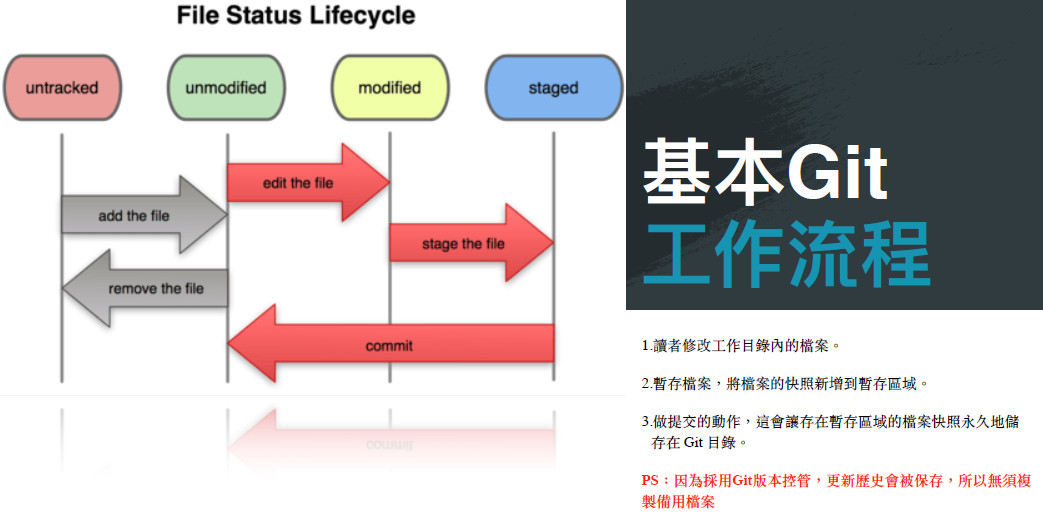 File Status Lifecycle
untracked
unmodified
modified
staged
edit the file
add the file
stage the file
remove the file
commit
基本Git
工作流程
1.讀者修改工作目錄內的檔案。
2.暫存檔案，將檔案的快照新增到暫存區域。
3.做提交的動作，這會讓存在暫存區域的檔案快照永久地儲
存在 Git 目錄。
PS：因為採用Git版本控管，更新歷史會被保存，所以無須複
製備用檔案